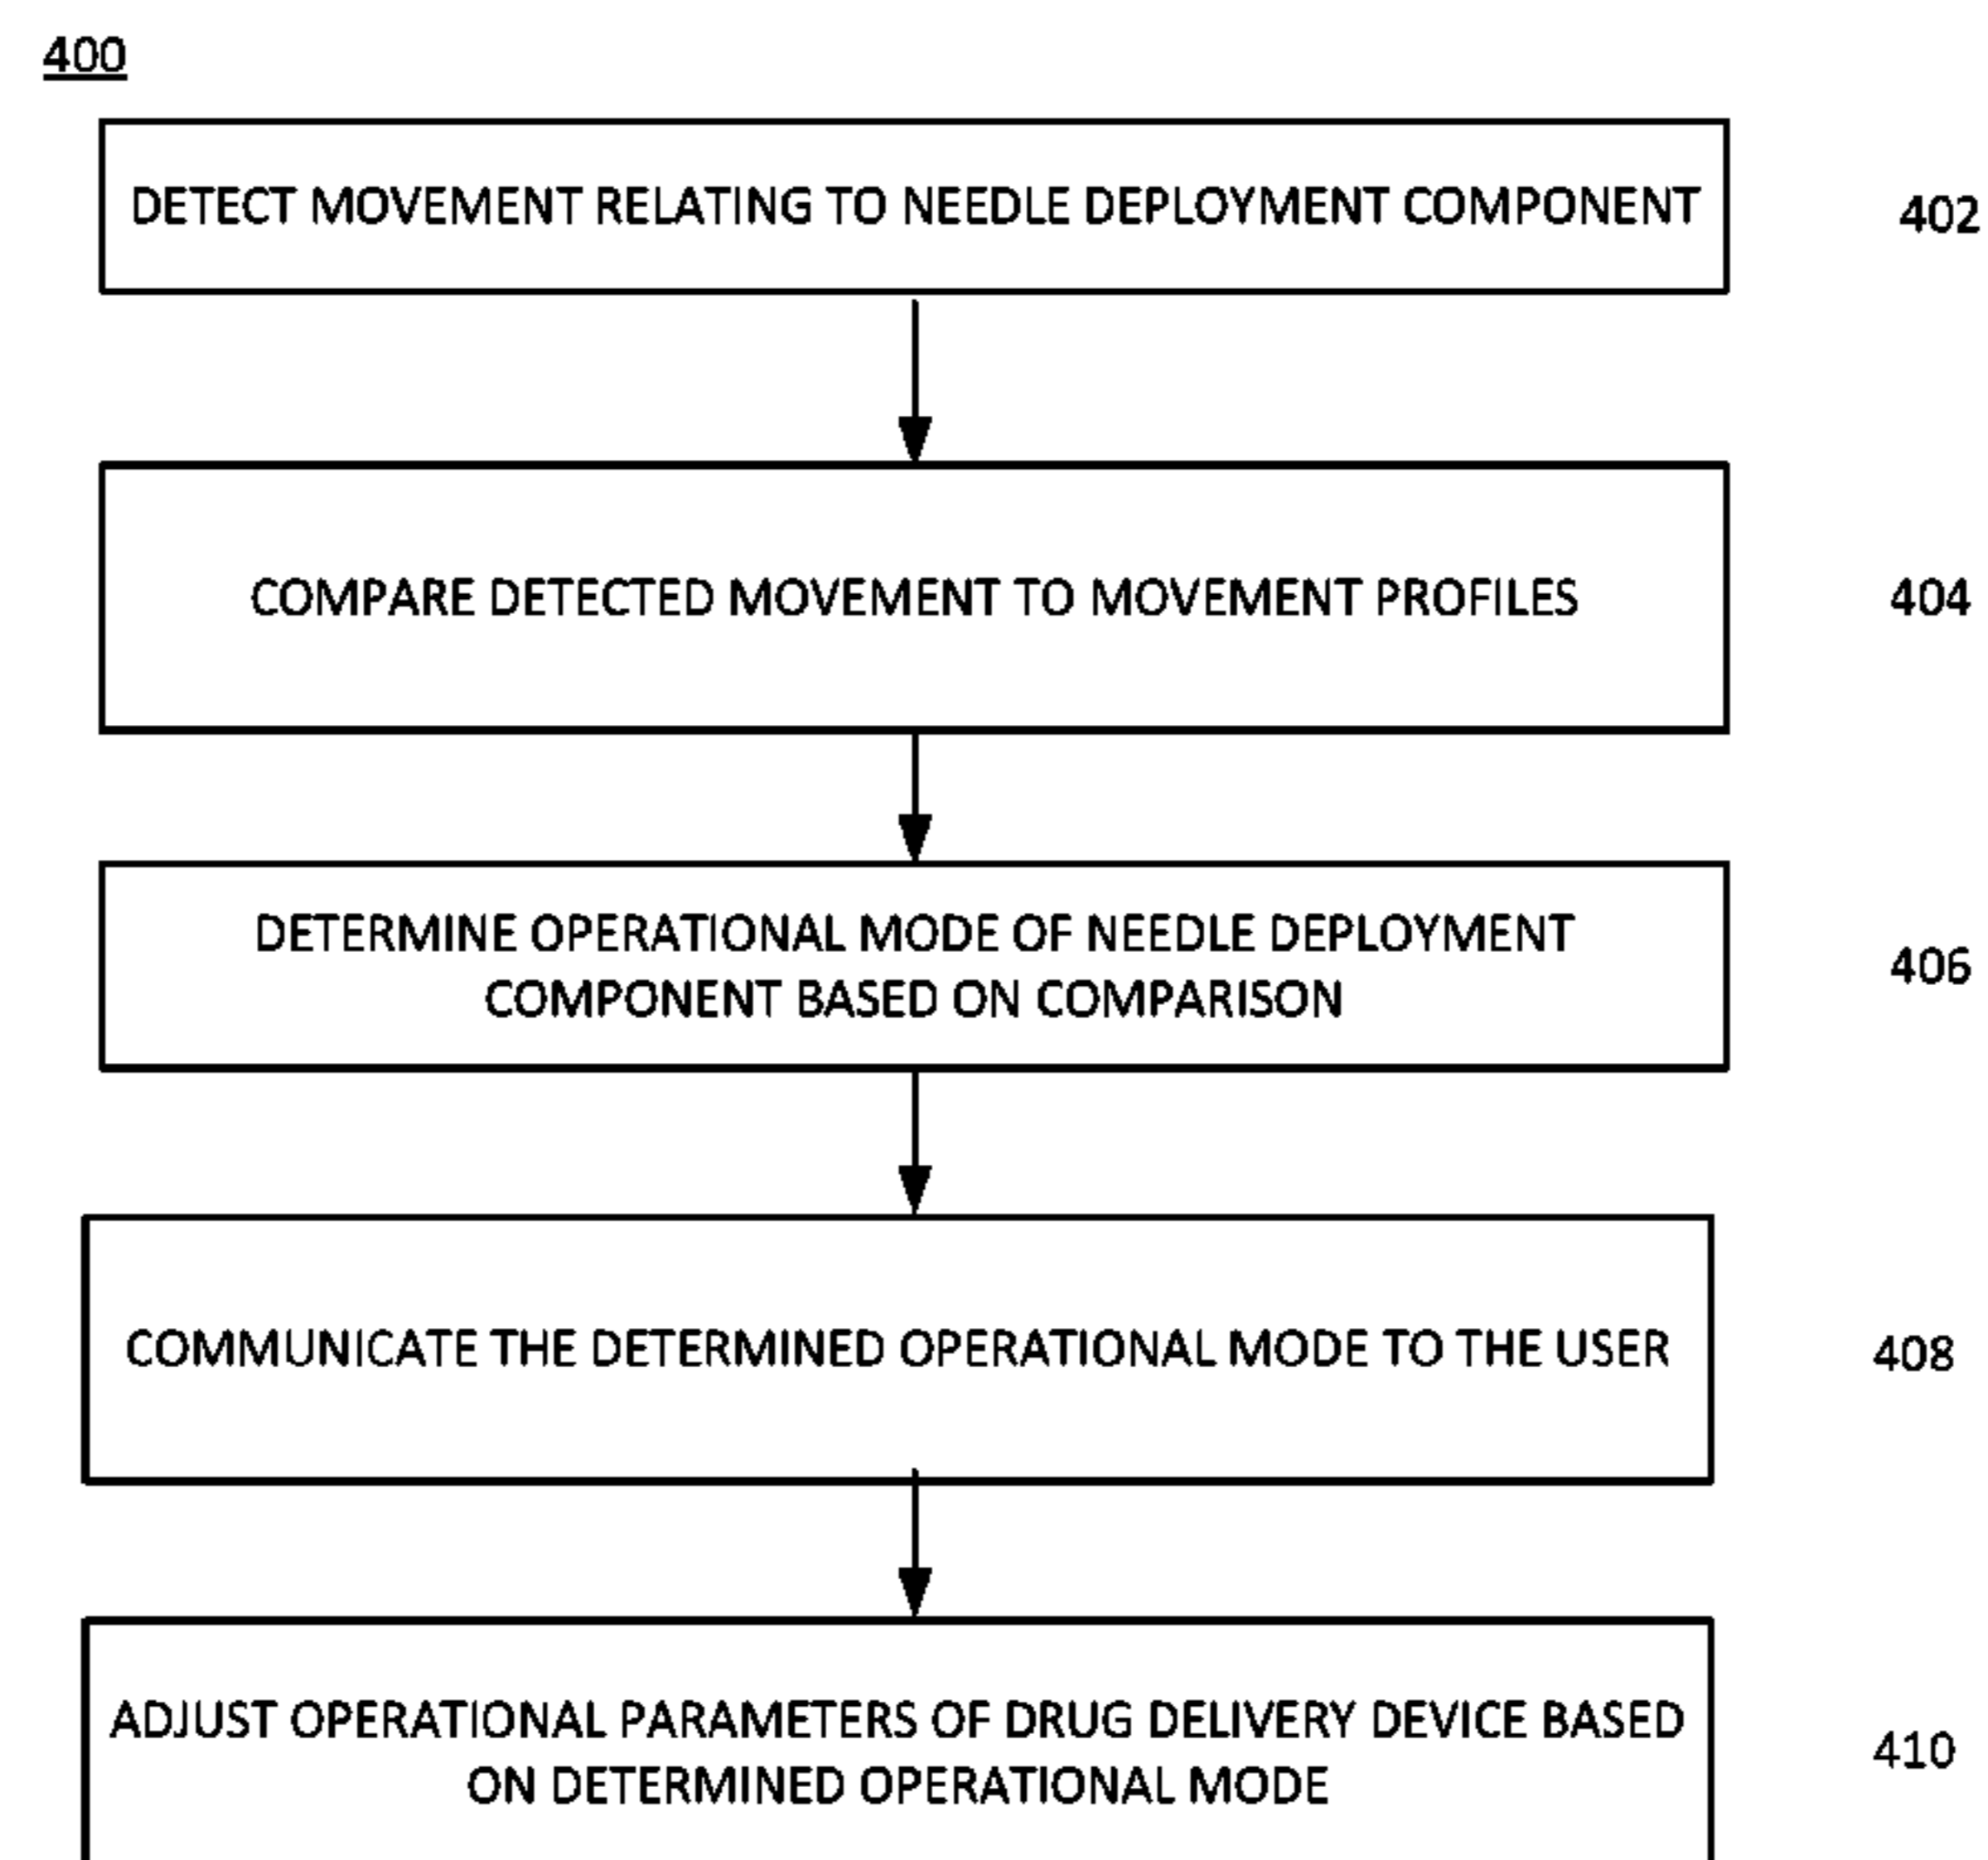 400
DETECT MOVEMENT RELATING TO NEEDLE DEPLOYMENT COMPONENT
402
COMPARE DETECTED MOVEMENT TO MOVEMENT PROFILES
404
DETERMINE OPERATIONAL MODE OF NEEDLE DEPLOYMENT
COMPONENT BASED ON COMPARISON
406
COMMUNICATE THE DETERMINED OPERATIONAL MODE TO THE USER
408
ADJUST OPERATIONAL PARAMETERS OF DRUG DELIVERY DEVICE BASED
ON DETERMINED OPERATIONAL MODE
410